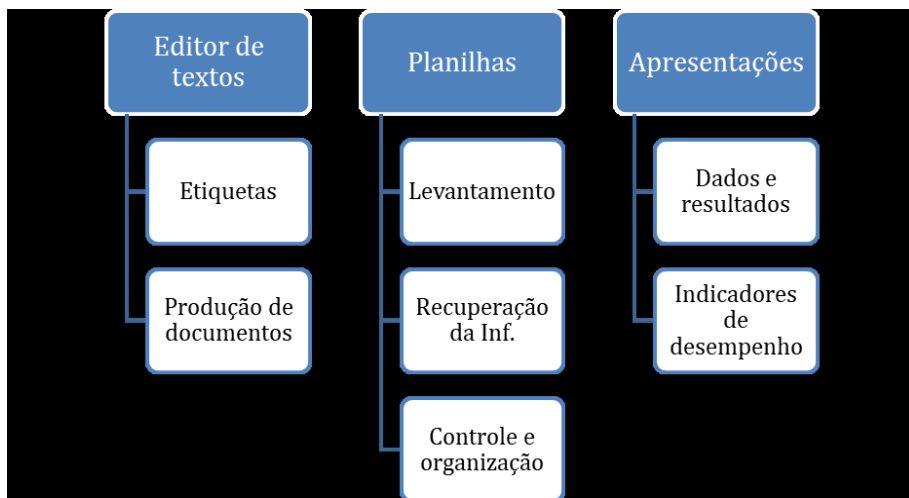 Editor de
textos
Etiquetas
Produção de
documentos
Planilhas
Levantamento
Recuperação
da Inf.
Controle e
organização
Apresentações
Dados e
resultados
Indicadores
de
desempenho